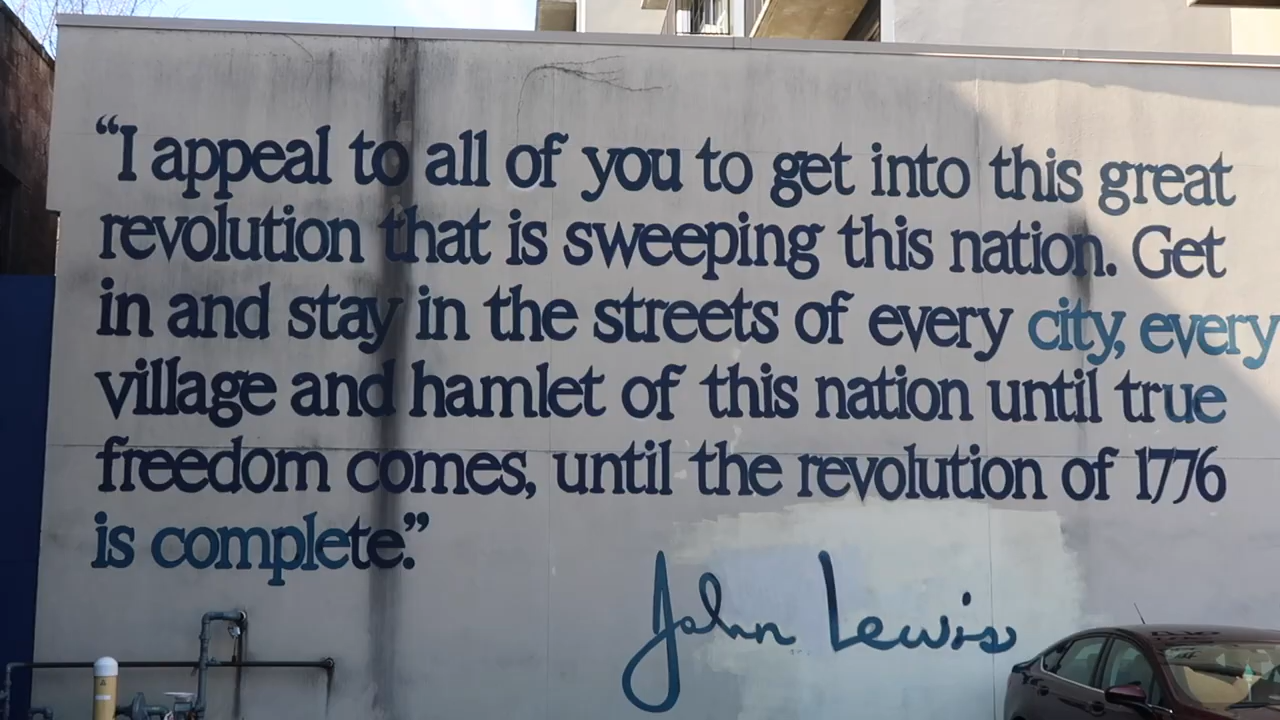 “I appeal to all of you to get into this great
revolution that is sweeping this nation. Get
in and stay in the streets of every city, every
village and hamlet of this nation until true
freedom comes, until the revolution of 1776
is complete.”
John Lewis